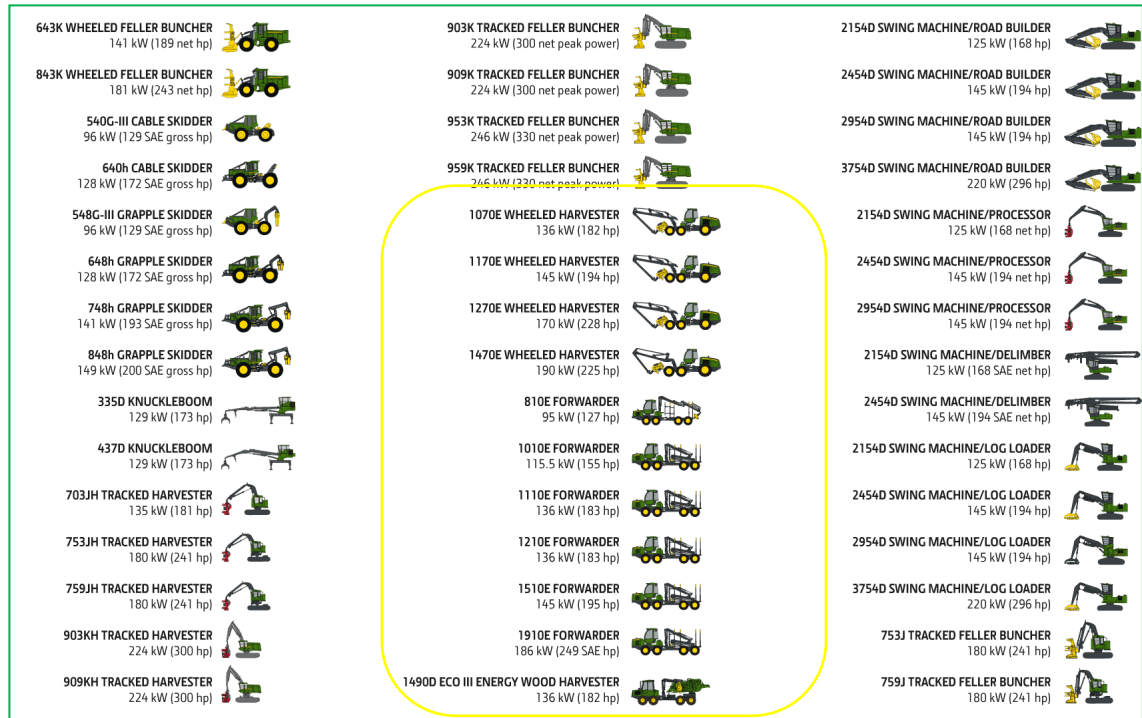 643K WHEELED FELLER BUNCHER
141 kW (189 net hp)
843K WHEELED FELLER BUNCHER
181 kW (243 net hp)
540G-III CABLE SKIDDER
96 kW (129 SAE gross hp)
640h CABLE SKIDDER
128 kW (172 SAE gross hp)
548G-III GRAPPLE SKIDDER
96 kW (129 SAE gross hp)
648h GRAPPLE SKIDDER
128 kW (172 SAE gross hp)
748h GRAPPLE SKIDDER
141 kW (193 SAE gross hp)
848h GRAPPLE SKIDDER
149 kW (200 SAE gross hp)
335D KNUCKLEBOOM
129 kW (173 hp)
437D KNUCKLEBOOM
129 kW (173 hp)
703JH TRACKED HARVESTER
135 kW (181 hp)
753JH TRACKED HARVESTER
180 kW (241 hp)
759JH TRACKED HARVESTER
180 kW (241 hp)
903KH TRACKED HARVESTER
224 kW (300 hp)
909KH TRACKED HARVESTER
224 kW (300 hp)
903K TRACKED FELLER BUNCHER
224 kW (300 net peak power)
909K TRACKED FELLER BUNCHER
224 kW (300 net peak power)
953K TRACKED FELLER BUNCHER
246 kW (330 net peak power)
959K TRACKED FELLER BUNCHER
246 kW (330 net peak power)
1070E WHEELED HARVESTER
136 kW (182 hp)
1170E WHEELED HARVESTER
145 kW (194 hp)
1270E WHEELED HARVESTER
170 kW (228 hp)
1470E WHEELED HARVESTER
190 kW (225 hp)
810E FORWARDER
95 kW (127 hp)
1010E FORWARDER
115.5 kW (155 hp)
1110E FORWARDER
136 kW (183 hp)
1210E FORWARDER
136 kW (183 hp)
1510E FORWARDER
145 kW (195 hp)
1910E FORWARDER
186 kW (249 SAE hp)
1490D ECO III ENERGY WOOD HARVESTER
136 kW (182 hp)
2154D SWING MACHINE/ROAD BUILDER
125 kW (168 hp)
2454D SWING MACHINE/ROAD BUILDER
145 kW (194 hp)
2954D SWING MACHINE/ROAD BUILDER
145 kW (194 hp)
3754D SWING MACHINE/ROAD BUILDER
220 kW (296 hp)
2154D SWING MACHINE/PROCESSOR
125 kW (168 net hp)
2454D SWING MACHINE/PROCESSOR
145 kW (194 net hp)
2954D SWING MACHINE/PROCESSOR
145 kW (194 net hp)
2154D SWING MACHINE/DELIMBER
125 kW (168 SAE net hp)
2454D SWING MACHINE/DELIMBER
145 kW (194 SAE net hp)
2154D SWING MACHINE/LOG LOADER
125 kW (168 hp)
2454D SWING MACHINE/LOG LOADER
145 kW (194 hp)
2954D SWING MACHINE/LOG LOADER
145 kW (194 hp)
3754D SWING MACHINE/LOG LOADER
220 kW (296 hp)
753J TRACKED FELLER BUNCHER
180 kW (241 hp)
759J TRACKED FELLER BUNCHER
180 kW (241 hp)